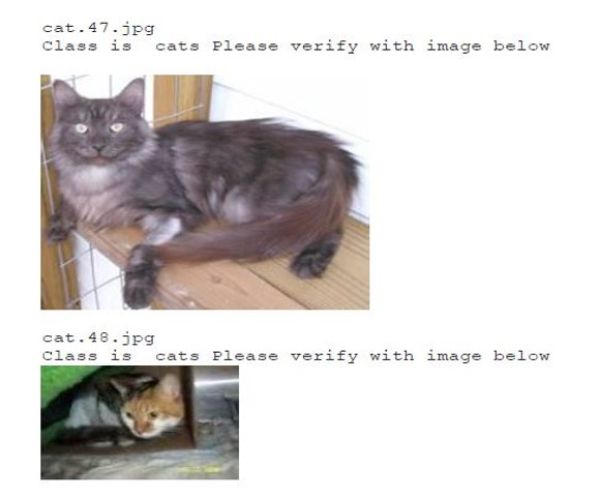 cat.47.jpg
Class is  cats Please verify with image below
cat.48.jpg
Class is  cats Please verify with image below